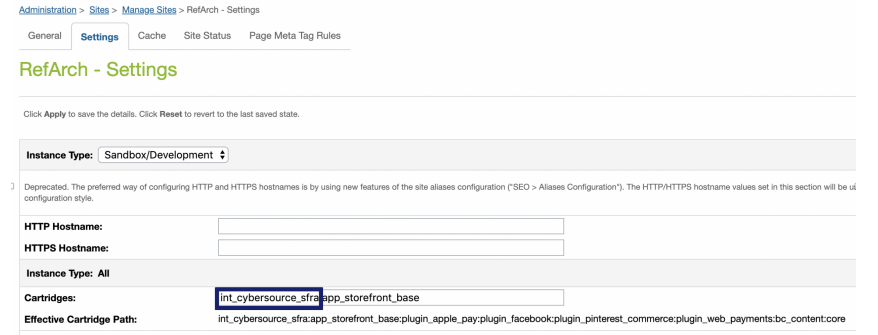 Administration > Sites > Manage Sites > RefArch - Settings
General Settings Cache Site Status Page Meta Tag Rules
RefArch - Settings
Click Apply to save the details. Click Reset to revert to the last saved state.
Instance Type: Sandbox/Development
Deprecated. The preferred way of configuring HTTP and HTTPS hostnames is by using new features of the site aliases configuration ("SEO > Aliases Configuration"). The HTTP/HTTPS hostname values set in this section will be
configuration style.
HTTP Hostname:
HTTPS Hostname:
Instance Type: All
Cartridges: int_cybersource_sfra:app_storefront_base
Effective Cartridge Path: int_cybersource_sfra:app_storefront_base:plugin_apple_pay:plugin_facebook:plugin_pinterest_commerce:plugin_web_payments:bc_content:core